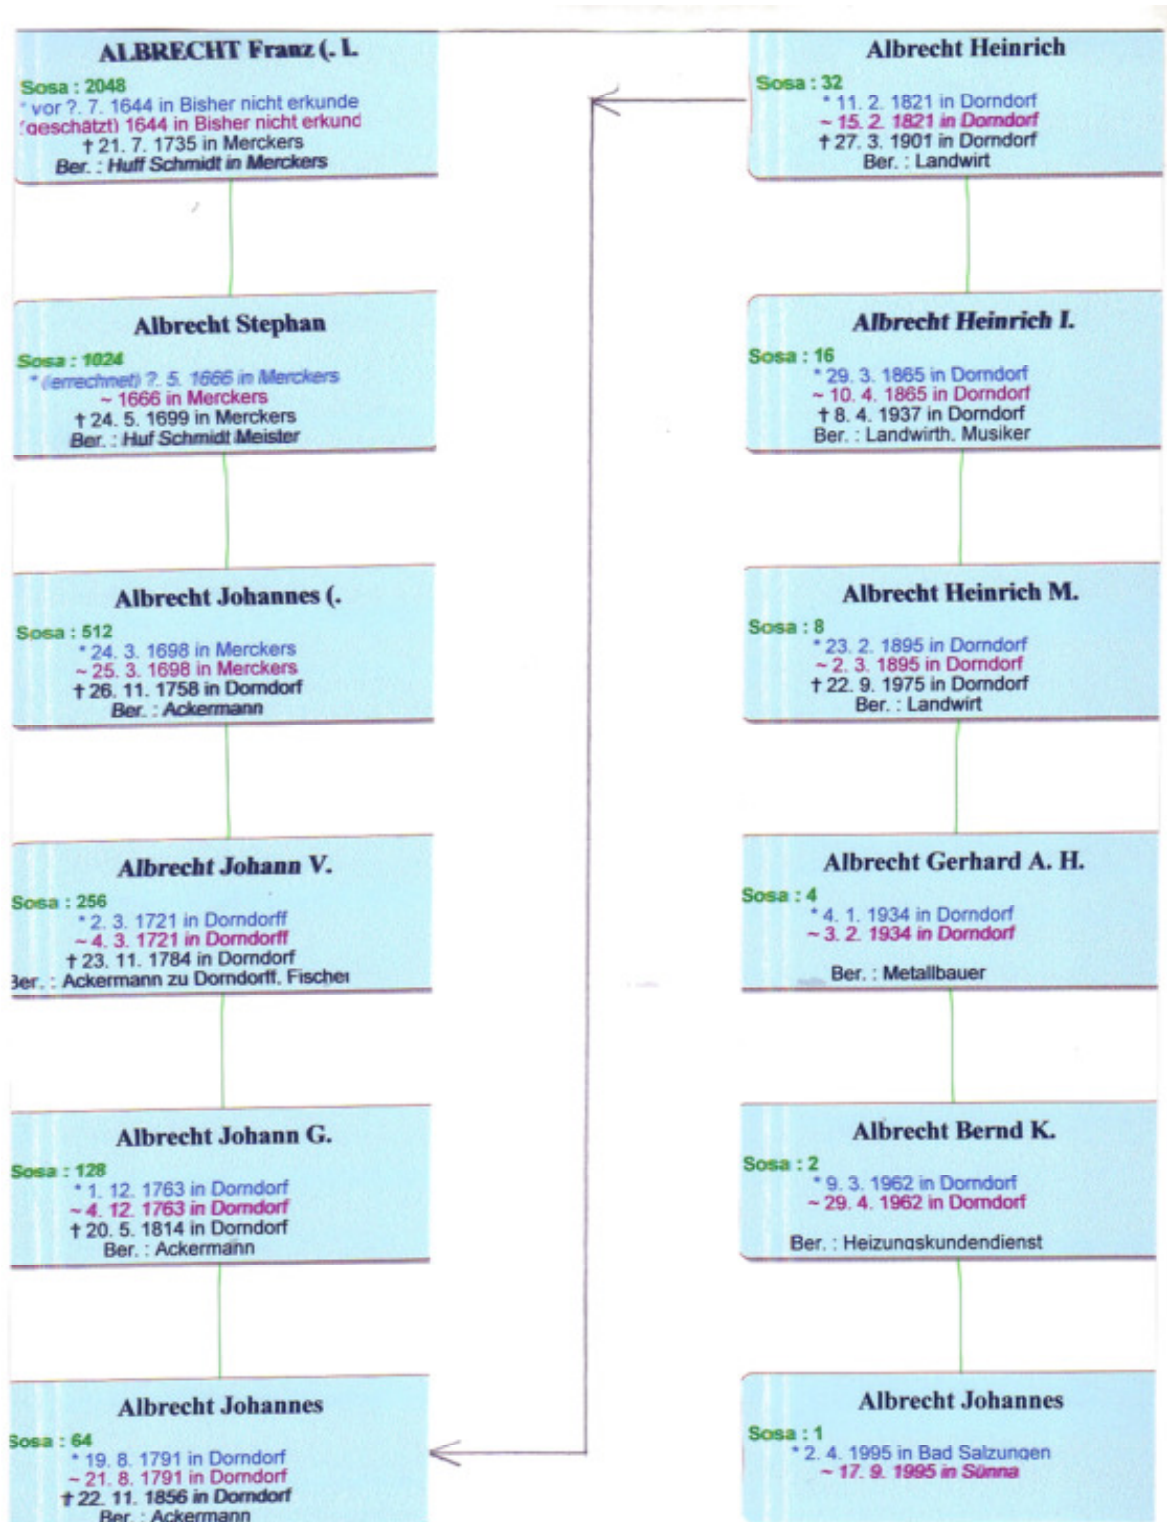 ALBRECHT Franz (. L
Sosa : 2048
* vor ?. 7. 1644 in Bisher nicht erkunde
(geschätzt) 1644 in Bisher nicht erkund
† 21. 7. 1735 in Merckers
Ber. : Huff Schmidt in Merckers
Albrecht Stephan
Sosa : 1024
* (errechnet) ?. 5. 1666 in Merckers
~ 1666 in Merckers
† 24. 5. 1699 in Merckers
Ber. : Huf Schmidt Meister
Albrecht Johannes (.
Sosa : 512
* 24. 3. 1698 in Merckers
~ 25. 3. 1698 in Merckers
† 26. 11. 1758 in Dorndorf
Ber. : Ackermann
Albrecht Johann V.
Sosa : 256
* 2. 3. 1721 in Dorndorff
~ 4. 3. 1721 in Dorndorff
† 23. 11. 1784 in Dorndorf
Ber. : Ackermann zu Dorndorff, Fischer
Albrecht Johann G.
Sosa : 128
* 1. 12. 1763 in Dorndorf
~ 4. 12. 1763 in Dorndorf
† 20. 5. 1814 in Dorndorf
Ber. : Ackermann
Albrecht Johannes
Sosa : 64
* 19. 8. 1791 in Dorndorf
~ 21. 8. 1791 in Dorndorf
† 22. 11. 1856 in Dorndorf
Ber. : Ackermann
Albrecht Heinrich
Sosa : 32
* 11. 2. 1821 in Dorndorf
~ 15. 2. 1821 in Dorndorf
† 27. 3. 1901 in Dorndorf
Ber. : Landwirt
Albrecht Heinrich I.
Sosa : 16
* 29. 3. 1865 in Dorndorf
~ 10. 4. 1865 in Dorndorf
† 8. 4. 1937 in Dorndorf
Ber. : Landwirth, Musiker
Albrecht Heinrich M.
Sosa : 8
* 23. 2. 1895 in Dorndorf
~ 2. 3. 1895 in Dorndorf
† 22. 9. 1975 in Dorndorf
Ber. : Landwirt
Albrecht Gerhard A. H.
Sosa : 4
* 4. 1. 1934 in Dorndorf
~ 3. 2. 1934 in Dorndorf
Ber. : Metallbauer
Albrecht Bernd K.
Sosa : 2
* 9. 3. 1962 in Dorndorf
~ 29. 4. 1962 in Dorndorf
Ber. : Heizungskundendienst
Albrecht Johannes
Sosa : 1
* 2. 4. 1995 in Bad Salzungen
~ 17. 9. 1995 in Sünna